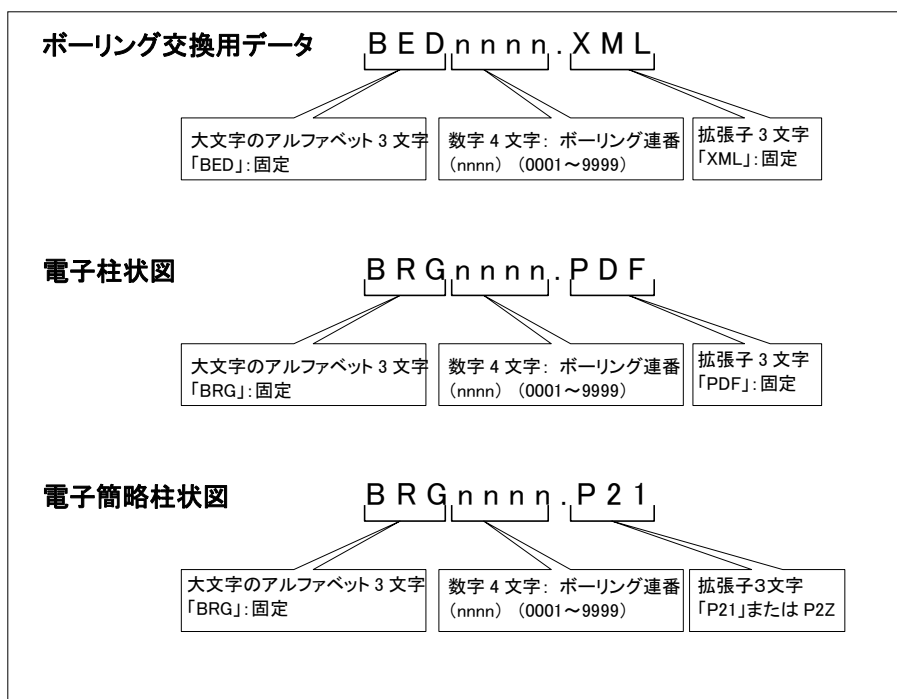 ボーリング交換用データ
BEDnnnn.XML
大文字のアルファベット3文字
「BED」:固定
数字4文字: ボーリング連番
(nnnn) (0001～9999)
拡張子3文字
「XML」:固定
電子柱状図
BRGnnnn.PDF
大文字のアルファベット3文字
「BRG」:固定
数字4文字: ボーリング連番
(nnnn) (0001～9999)
拡張子3文字
「PDF」:固定
電子簡略柱状図
BRGnnnn.P21
大文字のアルファベット3文字
「BRG」:固定
数字4文字: ボーリング連番
(nnnn) (0001～9999)
拡張子3文字
「P21」または P2Z